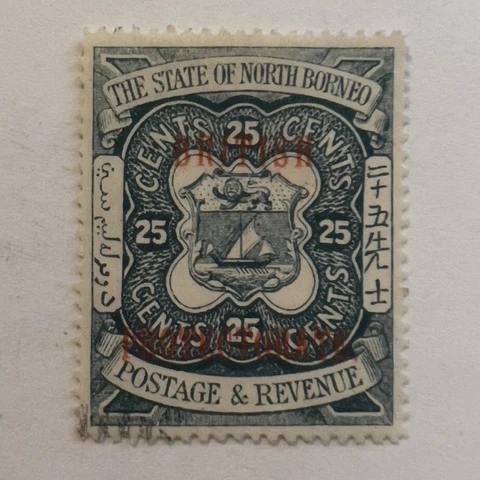 THE STATE OF NORTH BORNEO
CENTS 25 CENTS
BRITISH
25 25
二十五先士
CENTS 25 CENTS
PROTECTORATE.
POSTAGE & REVENUE